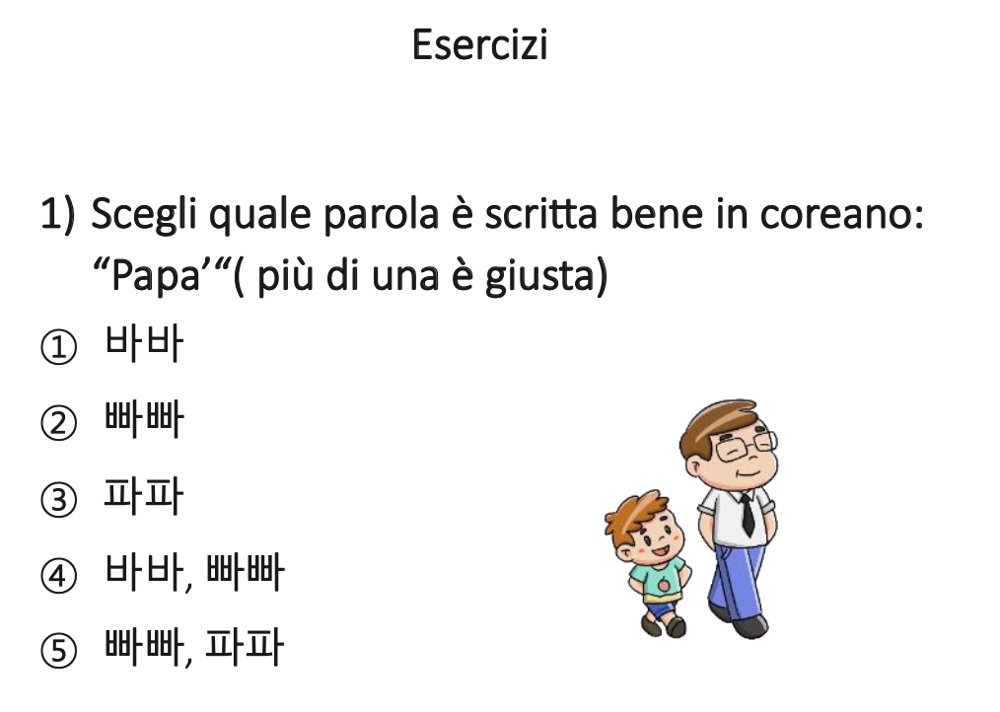 Esercizi
1) Scegli quale parola è scritta bene in coreano:
“Papa’“( più di una è giusta)
① 바바
② 빠빠
③ 파파
④ 바바, 빠빠
⑤ 빠빠, 파파